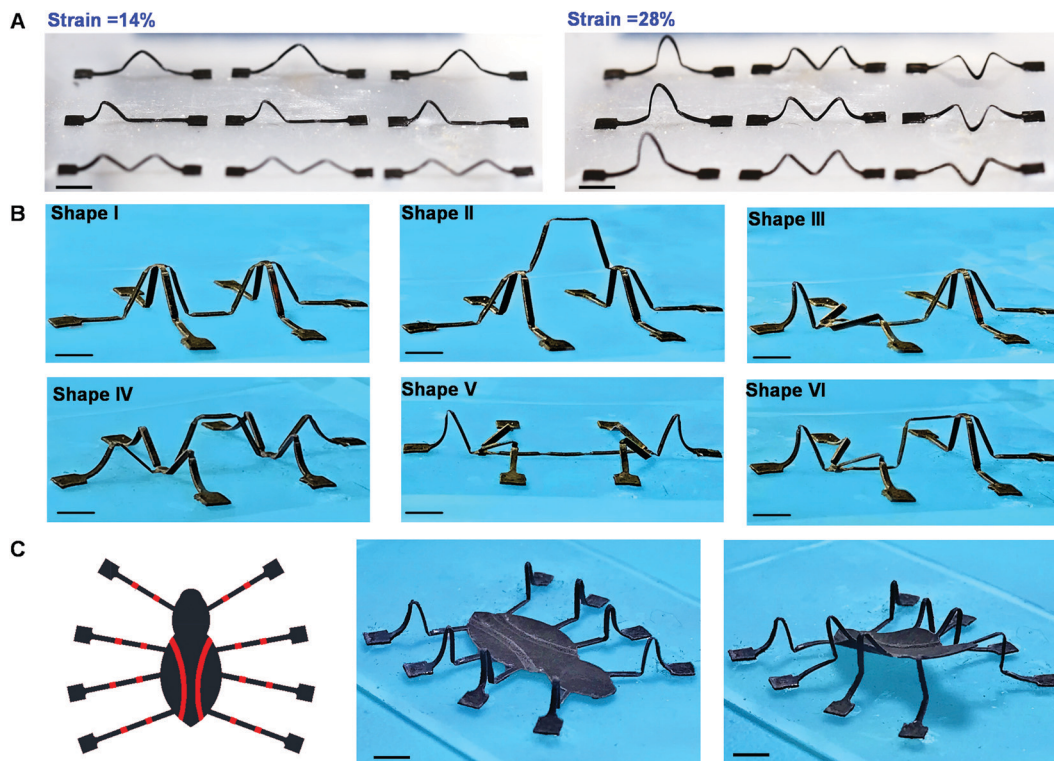 A
Strain =14%
Strain =28%
B
Shape I
Shape II
Shape III
Shape IV
Shape V
Shape VI
C